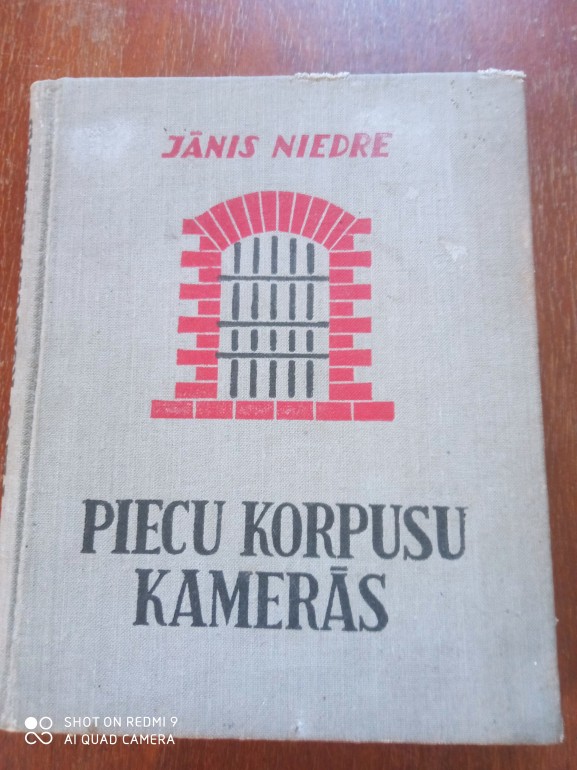 JĀNIS NIEDRE
PIECU KORPUSU
KAMERĀS
SHOT ON REDMI 9
AI QUAD CAMERA